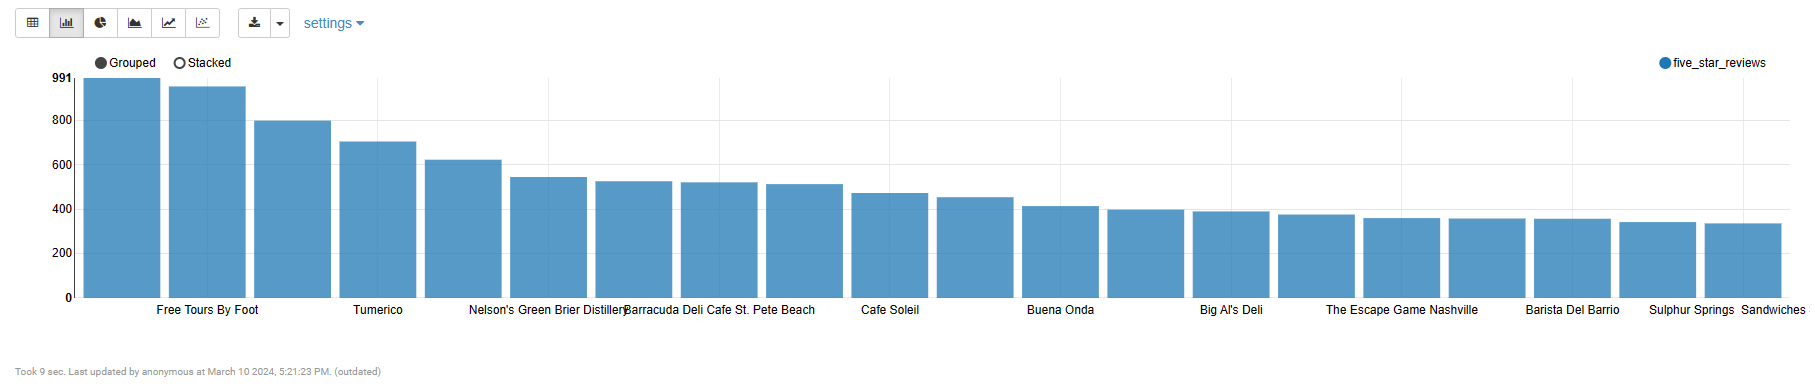 settings
Grouped Stacked five_star_reviews
991
800
600
400
200
0
Free Tours By Foot Tumerico Nelson's Green Brier Distillery Barracuda Deli Cafe St. Pete Beach Cafe Soleil Buena Onda Big Al's Deli The Escape Game Nashville Barista Del Barrio Sulphur Springs Sandwiches
Took 9 sec. Last updated by anonymous at March 10 2024, 5:21:23 PM. (outdated)